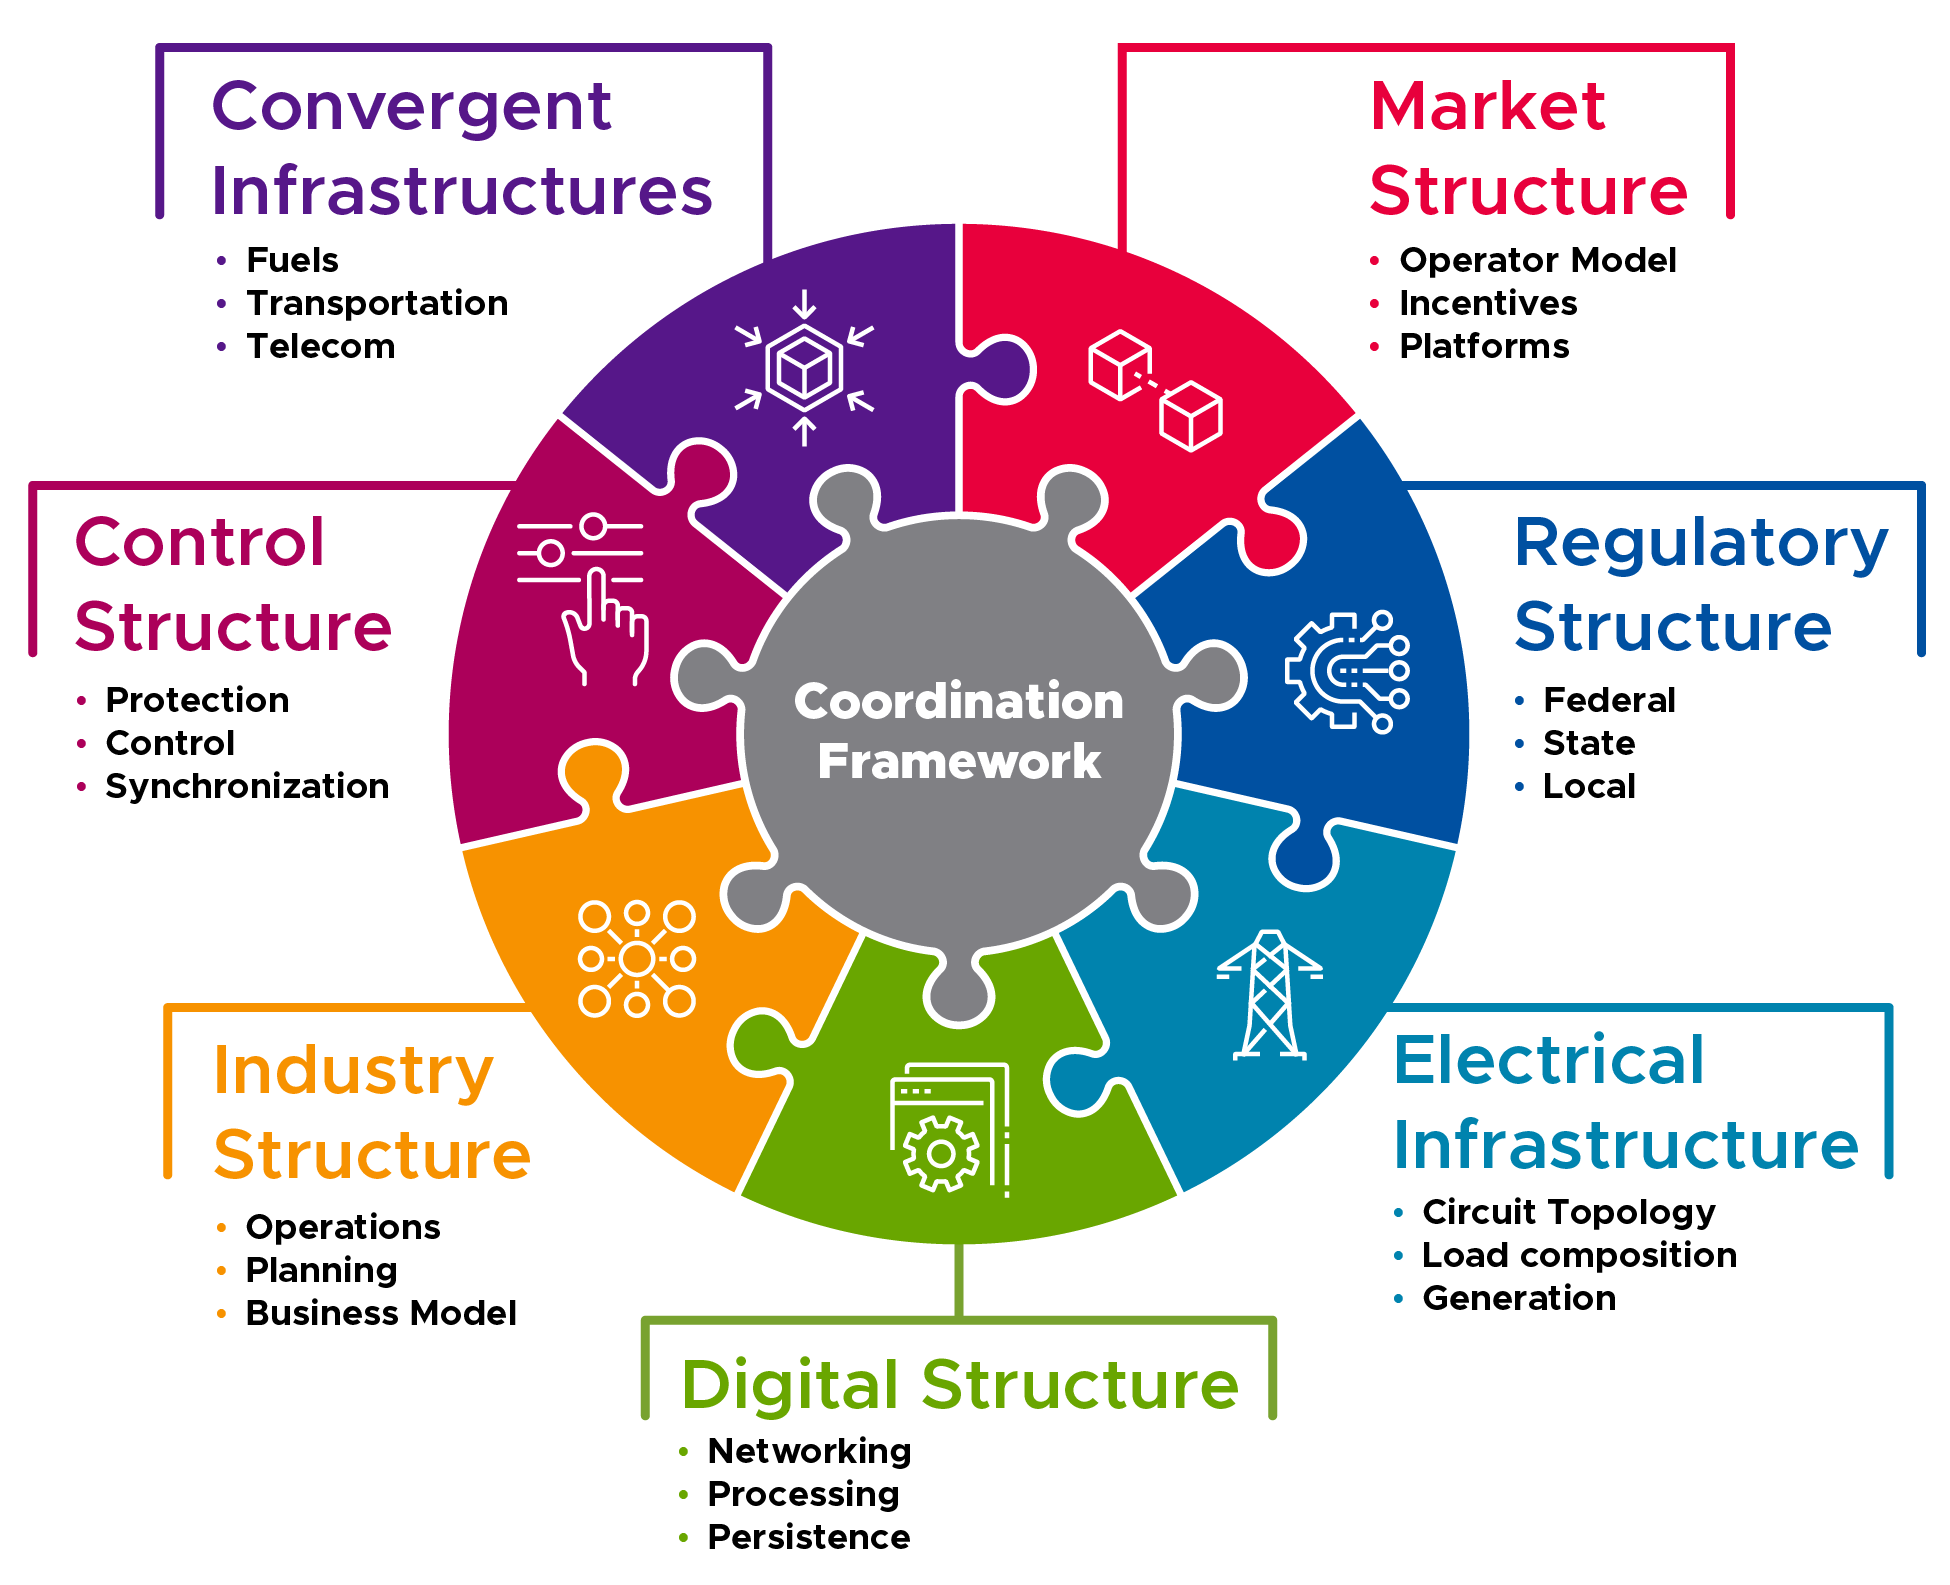 Convergent
Infrastructures
• Fuels
• Transportation
• Telecom
Market
Structure
• Operator Model
• Incentives
• Platforms
Control
Structure
• Protection
• Control
• Synchronization
Coordination
Framework
Regulatory
Structure
• Federal
• State
• Local
Industry
Structure
• Operations
• Planning
• Business Model
Electrical
Infrastructure
• Circuit Topology
• Load composition
• Generation
Digital Structure
• Networking
• Processing
• Persistence